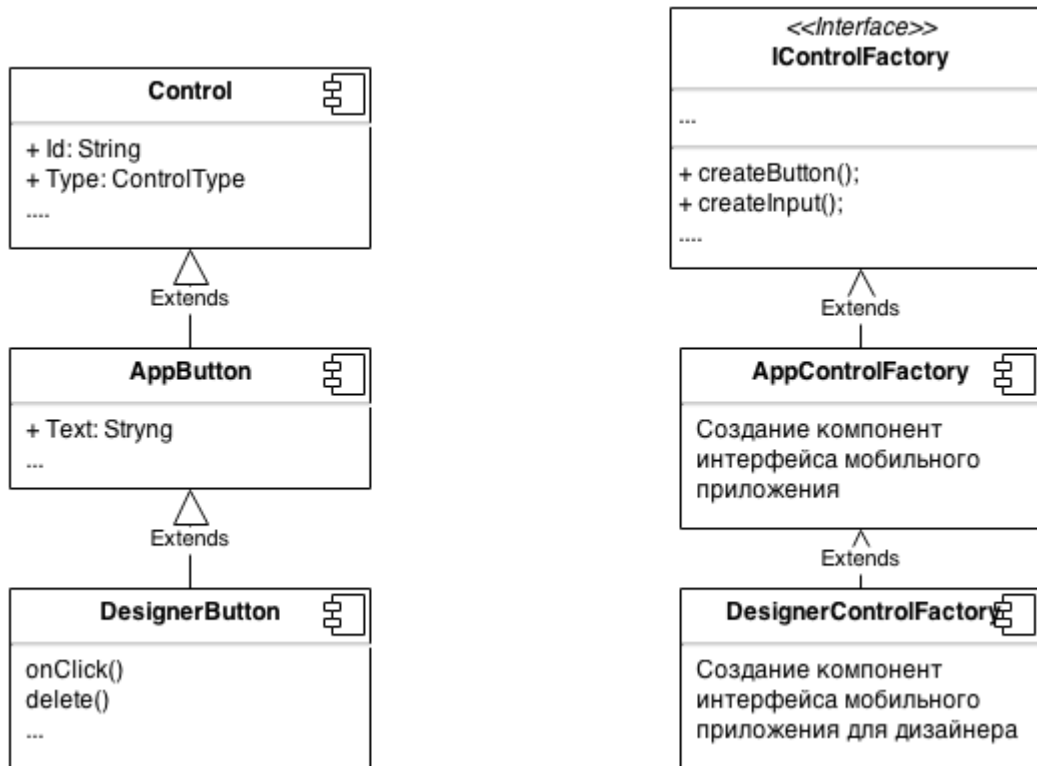 Control
+ Id: String
+ Type: ControlType
....
Extends
AppButton
+ Text: Stryng
...
Extends
DesignerButton
onClick()
delete()
...
<<Interface>>
IControlFactory
...
+ createButton();
+ createInput();
....
Extends
AppControlFactory
Создание компонент
интерфейса мобильного
приложения
Extends
DesignerControlFactory
Создание компонент
интерфейса мобильного
приложения для дизайнера